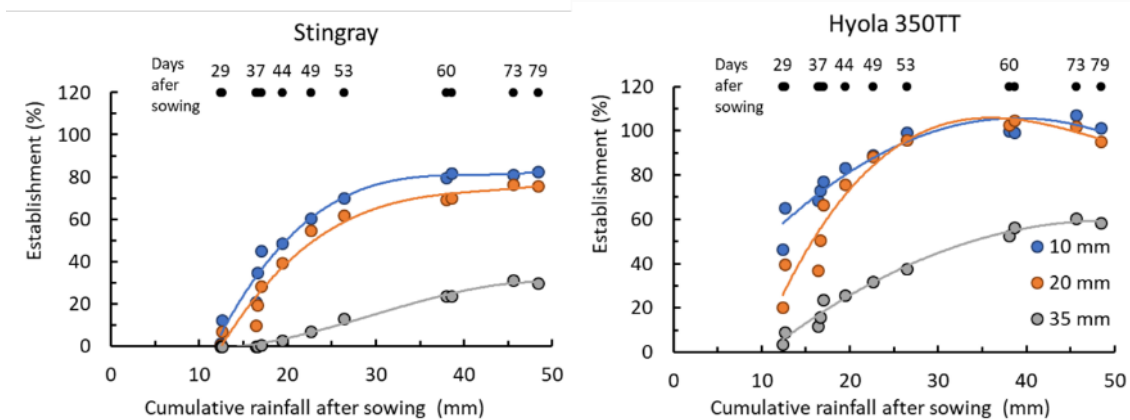 Stingray
Days
afer
sowing
29 37 44 49 53 60 73 79
120
100
80
60
40
20
0
Establishment (%)
0 10 20 30 40 50
Cumulative rainfall after sowing (mm)
Hyola 350TT
Days
afer
sowing
29 37 44 49 53 60 73 79
120
100
80
60
40
20
0
Establishment (%)
10 mm
20 mm
35 mm
0 10 20 30 40 50
Cumulative rainfall after sowing (mm)